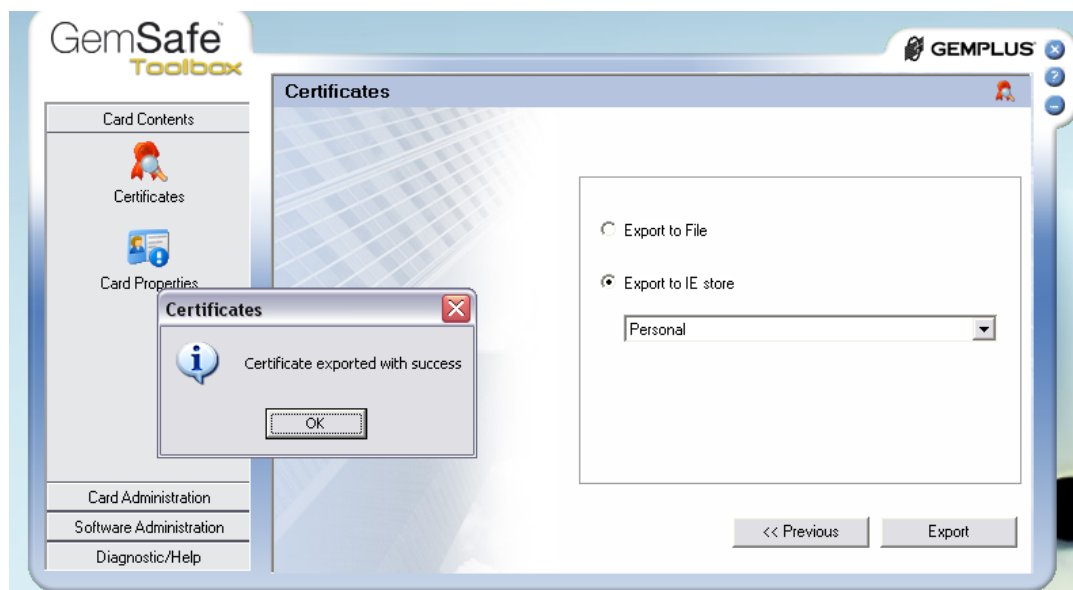 GemSafe™
Toolbox
GEMPLUS
Certificates
Card Contents
Certificates
Card Properties
Export to File
Export to IE store
Personal
Certificates
Certificate exported with success
OK
Card Administration
Software Administration
Diagnostic/Help
<< Previous
Export